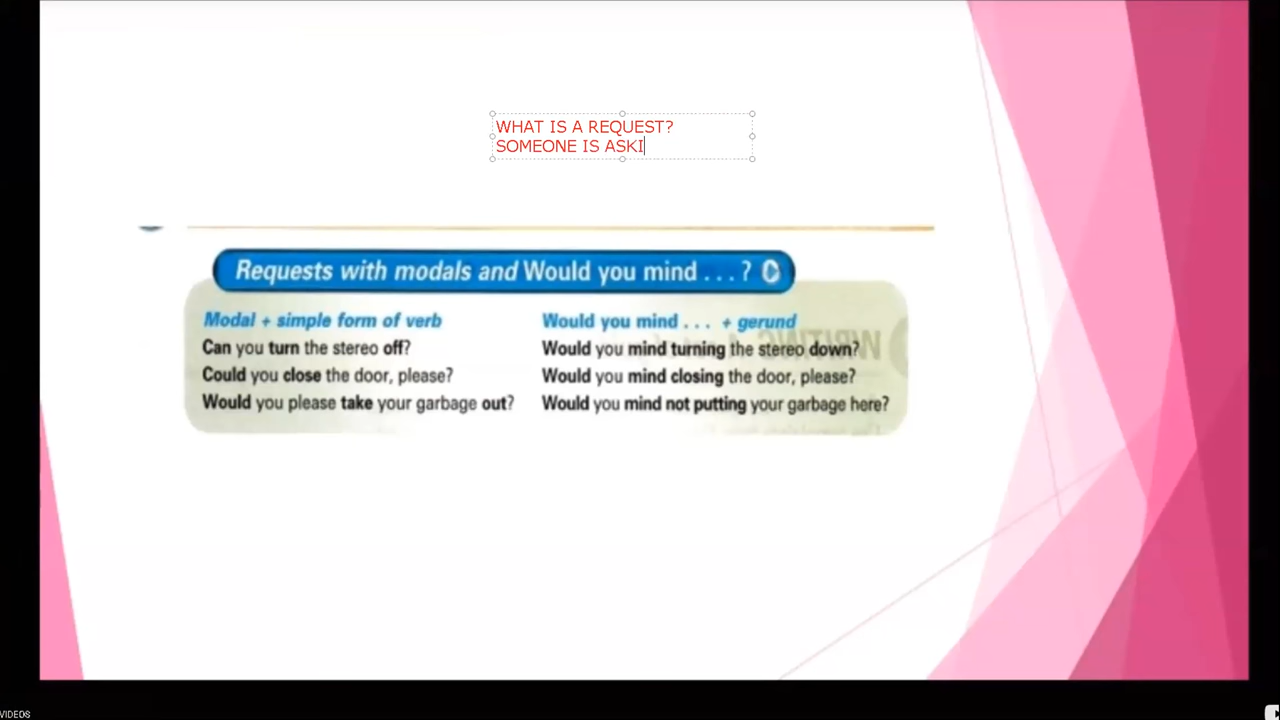 WHAT IS A REQUEST?
SOMEONE IS ASKI
Requests with modals and Would you mind . . . ?
Modal + simple form of verb
Can you turn the stereo off?
Could you close the door, please?
Would you please take your garbage out?
Would you mind . . . + gerund
Would you mind turning the stereo down?
Would you mind closing the door, please?
Would you mind not putting your garbage here?
VIDEOS